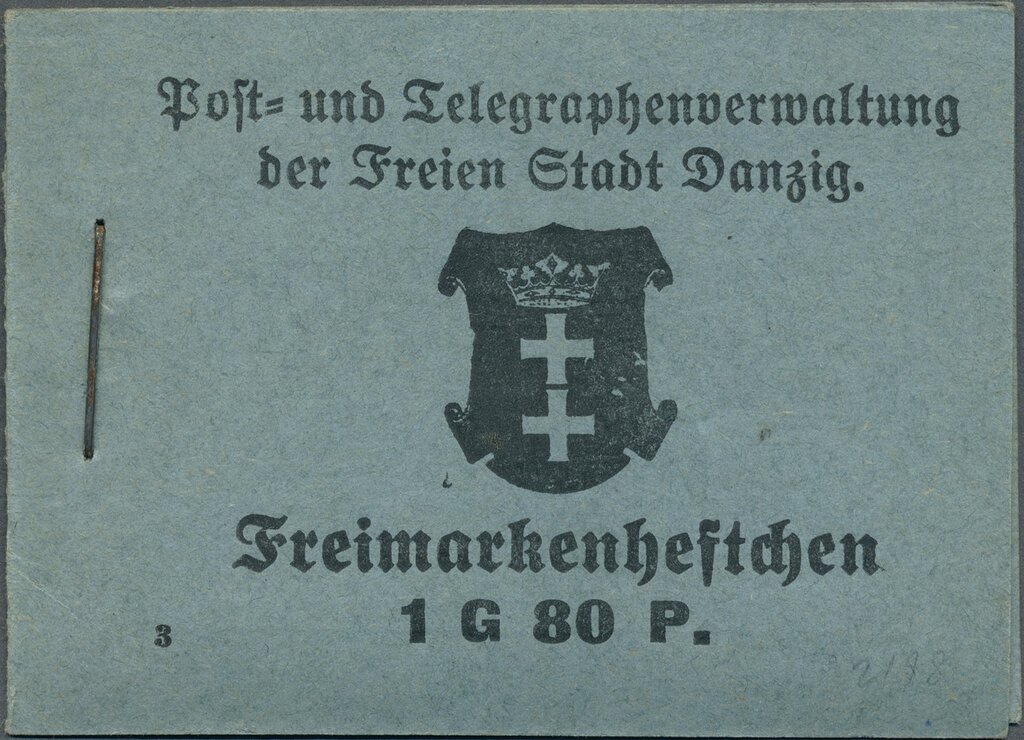 Post- und Telegraphenverwaltung
der Freien Stadt Danzig.
Freimarkenheftchen
1 G 80 P.
3